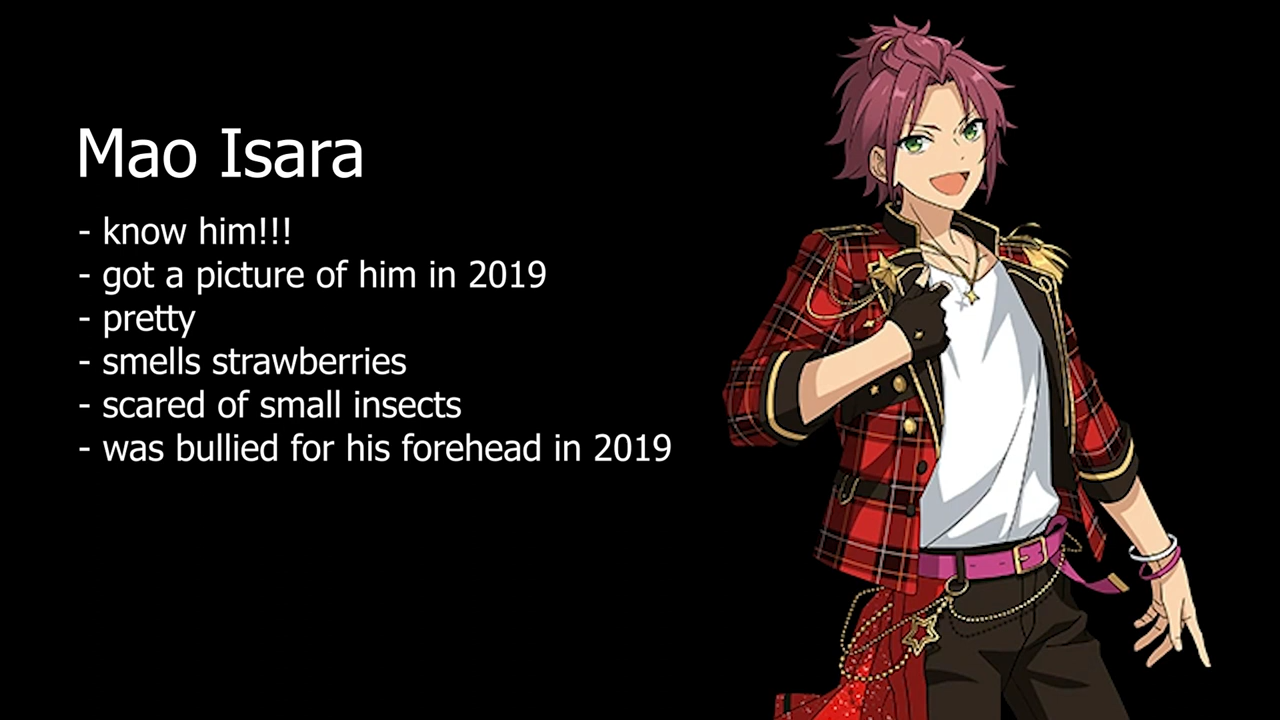 Mao Isara
- know him!!!
- got a picture of him in 2019
- pretty
- smells strawberries
- scared of small insects
- was bullied for his forehead in 2019